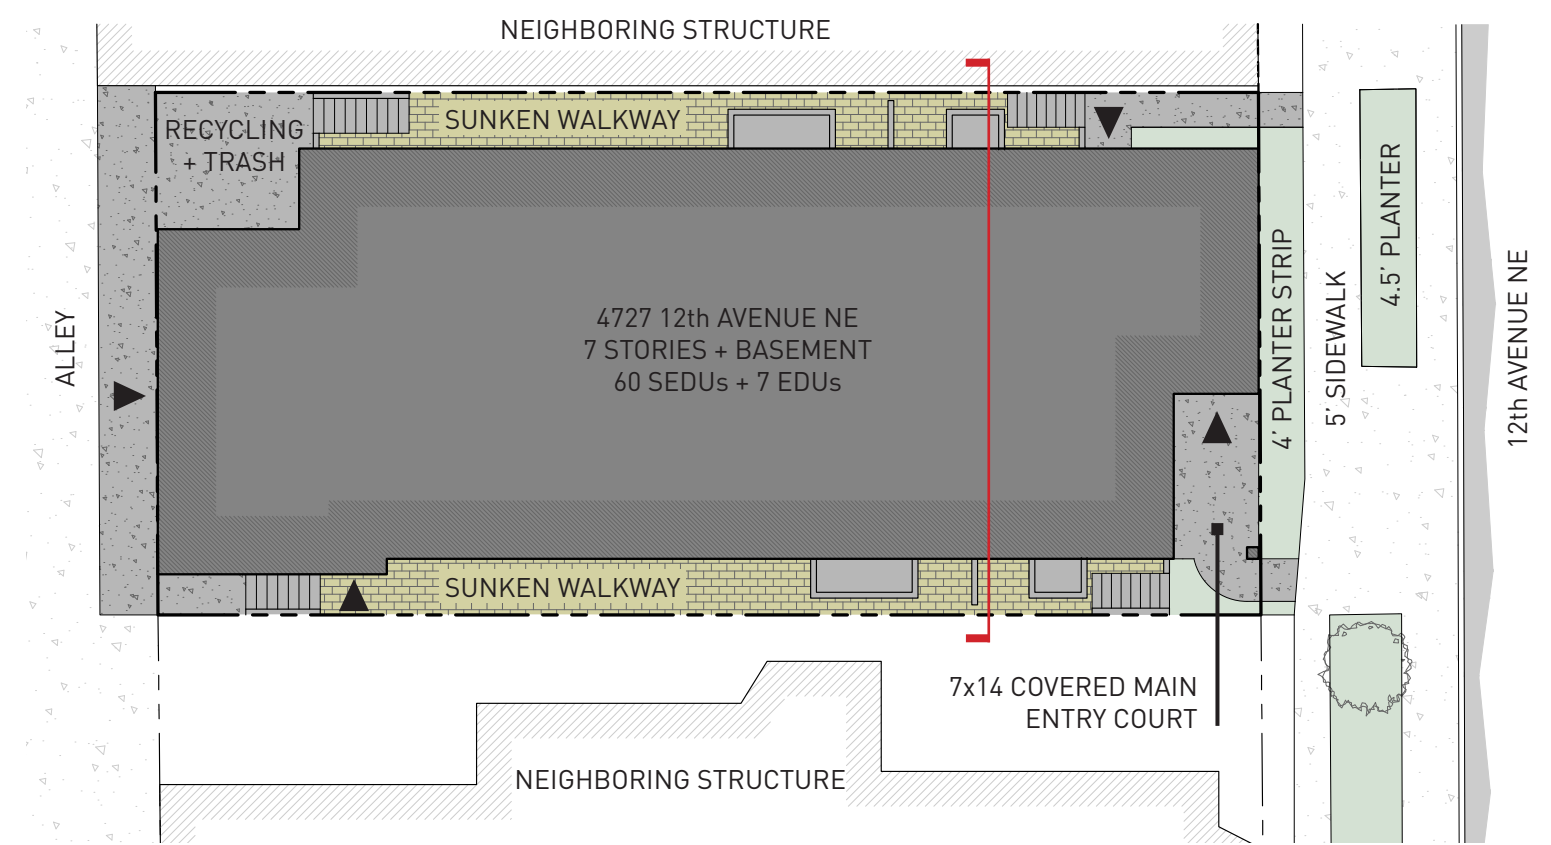 NEIGHBORING STRUCTURE
RECYCLING
+ TRASH
SUNKEN WALKWAY
ALLEY
4727 12th AVENUE NE
7 STORIES + BASEMENT
60 SEDUs + 7 EDUs
4' PLANTER STRIP
5' SIDEWALK
4.5' PLANTER
12th AVENUE NE
SUNKEN WALKWAY
7x14 COVERED MAIN
ENTRY COURT
NEIGHBORING STRUCTURE